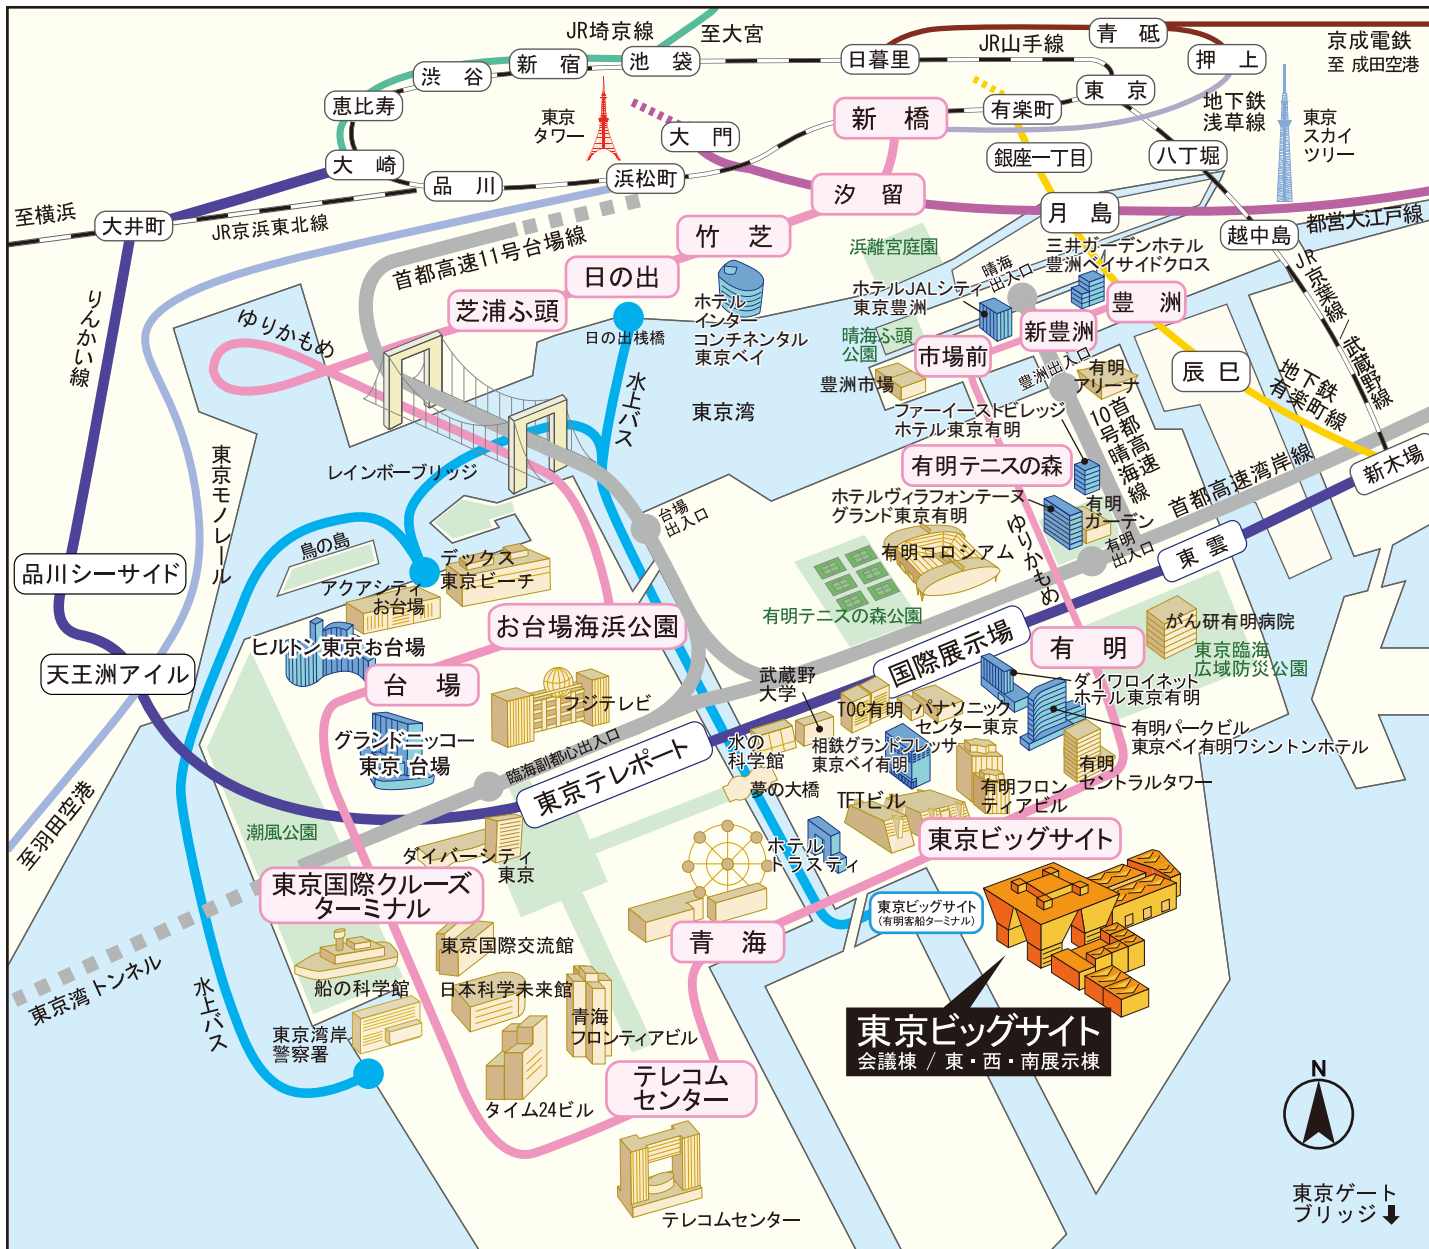 JR埼京線
至大宮
青砥
京成電鉄
至 成田空港
JR山手線
渋谷
新宿
池袋
日暮里
押上
恵比寿
東京
タワー
大門
新橋
有楽町
東京
地下鉄
浅草線
東京
スカイ
ツリー
大崎
品川
浜松町
銀座一丁目
八丁堀
至横浜
大井町
JR京浜東北線
汐留
月島
越中島
都営大江戸線
首都高速11号台場線
竹芝
浜離宮庭園
三井ガーデンホテル
豊洲ベイサイドクロス
日の出
晴海
出入口
JR京葉線/武蔵野線
りんかい線
ゆりかもめ
芝浦ふ頭
日の出桟橋
ホテル
インター
コンチネンタル
東京ベイ
ホテルJALシティ
東京豊洲
豊洲
新豊洲
晴海ふ頭
公園
市場前
豊洲出入口
有明
アリーナ
辰巳
地下鉄
有楽町線
豊洲市場
水上バス
東京湾
ファーイーストビレッジ
ホテル東京有明
首都高速
10号晴海線
東京モノレール
レインボーブリッジ
有明テニスの森
首都高速湾岸線
新木場
ホテルヴィラフォンテーヌ
グランド東京有明
有明
ガーデン
台場
出入口
有明コロシアム
ゆりかもめ
有明
出入口
東雲
鳥の島
デックス
東京ビーチ
品川シーサイド
アクアシティ
お台場
お台場海浜公園
有明テニスの森公園
国際展示場
有明
がん研有明病院
東京臨海
広域防災公園
ヒルトン東京お台場
天王洲アイル
台場
フジテレビ
武蔵野
大学
TOC有明
パナソニック
センター東京
ダイワロイネット
ホテル東京有明
有明パークビル
東京ベイ有明ワシントンホテル
グランドニッコー
東京 台場
臨海副都心出入口
東京テレポート
水の
科学館
相鉄グランドフレッサ
東京ベイ有明
有明フロン
ティアビル
有明
セントラルタワー
夢の大橋
TFTビル
至羽田空港
潮風公園
ダイバーシティ
東京
ホテル
トラスティ
東京ビッグサイト
東京国際クルーズ
ターミナル
東京ビッグサイト
(有明客船ターミナル)
東京国際交流館
青海
東京湾トンネル
水上バス
船の科学館
日本科学未来館
東京湾岸
警察署
青海
フロンティアビル
東京ビッグサイト
会議棟 / 東・西・南展示棟
テレコム
センター
タイム24ビル
テレコムセンター
N
東京ゲート
ブリッジ